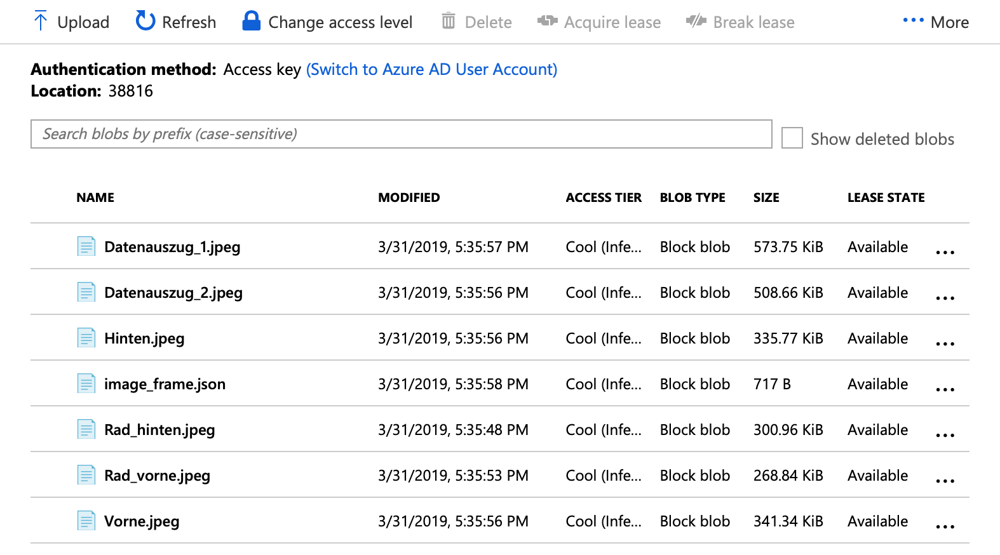 Upload Refresh Change access level Delete Acquire lease Break lease More
Authentication method: Access key (Switch to Azure AD User Account)
Location: 38816
Search blobs by prefix (case-sensitive) Show deleted blobs
NAME MODIFIED ACCESS TIER BLOB TYPE SIZE LEASE STATE
Datenauszug_1.jpeg 3/31/2019, 5:35:57 PM Cool (Infe... Block blob 573.75 KiB Available ...
Datenauszug_2.jpeg 3/31/2019, 5:35:56 PM Cool (Infe... Block blob 508.66 KiB Available ...
Hinten.jpeg 3/31/2019, 5:35:56 PM Cool (Infe... Block blob 335.77 KiB Available ...
image_frame.json 3/31/2019, 5:35:58 PM Cool (Infe... Block blob 717 B Available ...
Rad_hinten.jpeg 3/31/2019, 5:35:48 PM Cool (Infe... Block blob 300.96 KiB Available ...
Rad_vorne.jpeg 3/31/2019, 5:35:53 PM Cool (Infe... Block blob 268.84 KiB Available ...
Vorne.jpeg 3/31/2019, 5:35:56 PM Cool (Infe... Block blob 341.34 KiB Available ...